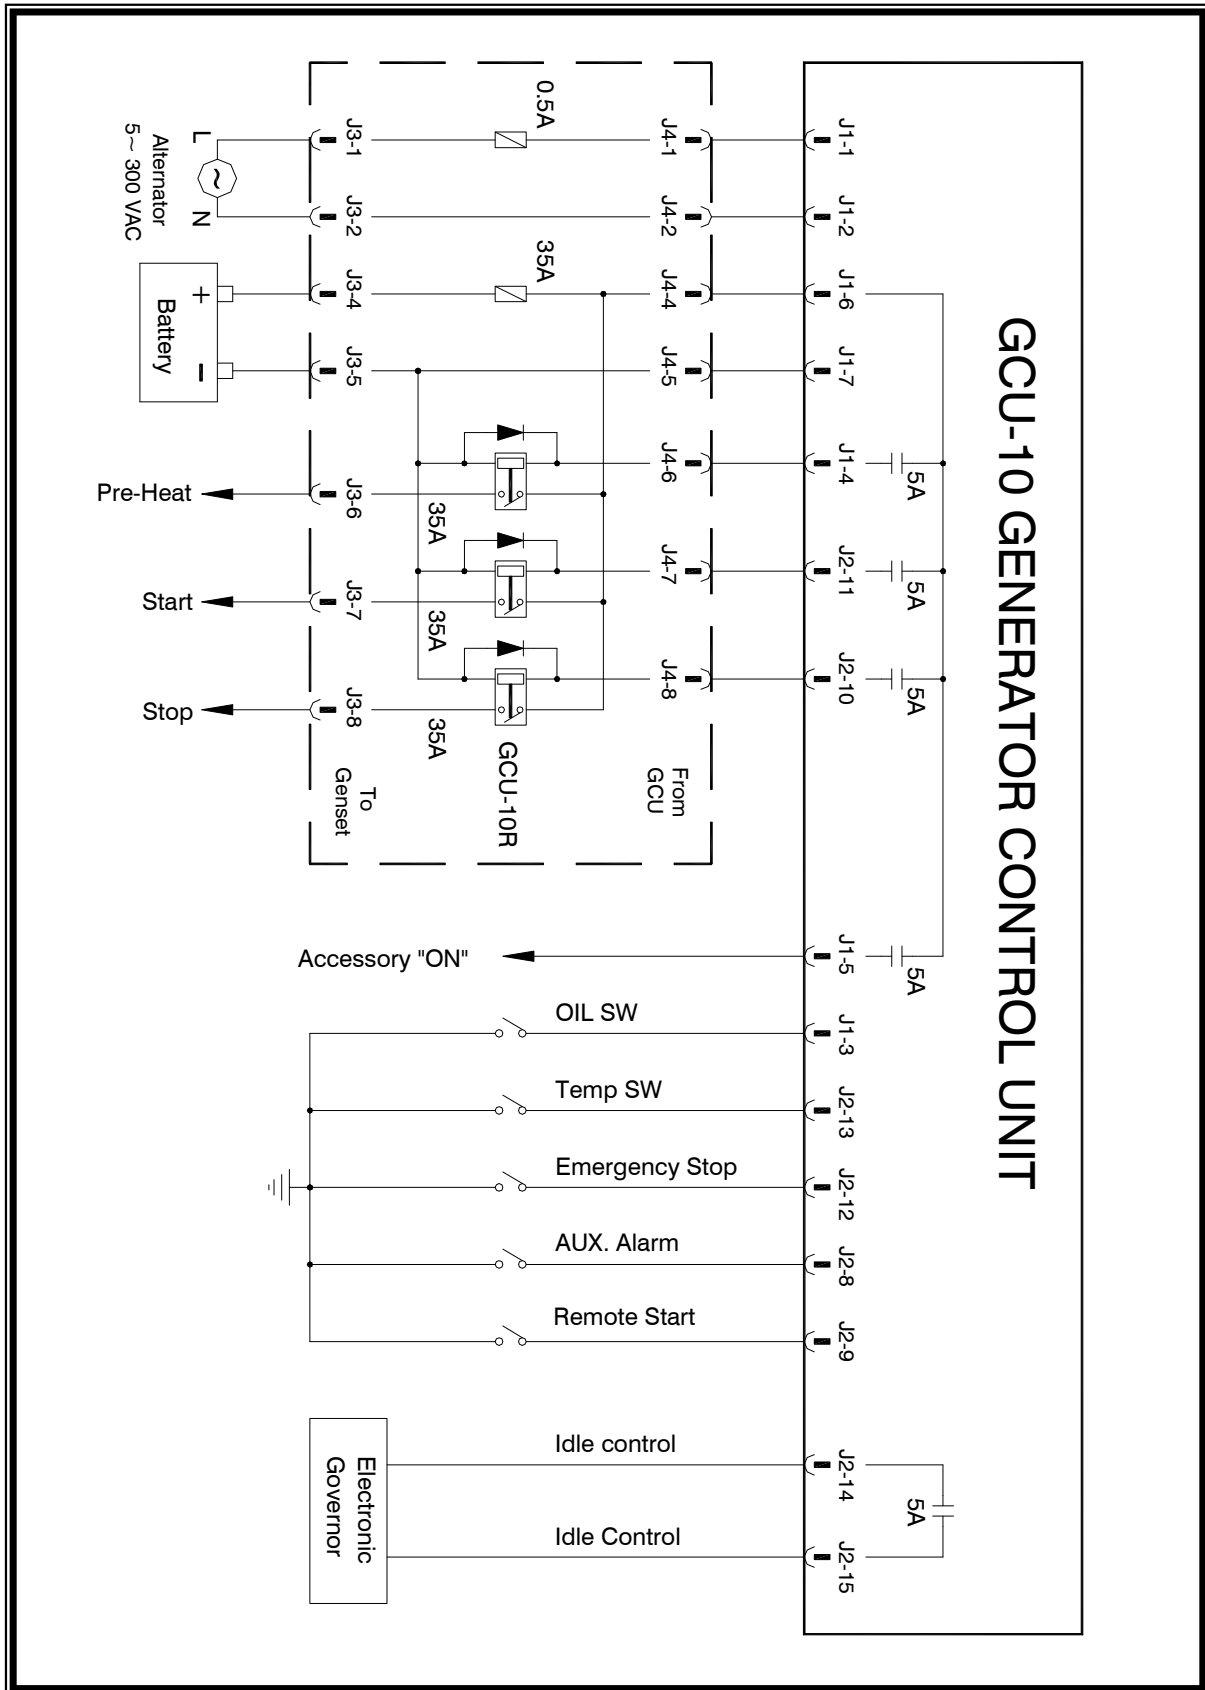 GCU-10 GENERATOR CONTROL UNIT
J1-1
J1-2
J1-6
J1-7
J1-4
J2-11
J2-10
J1-5
J1-3
J2-13
J2-12
J2-8
J2-9
J2-14
J2-15
5A
5A
5A
5A
5A
J4-1
J4-2
J4-4
J4-5
J4-6
J4-7
J4-8
From
GCU
0.5A
35A
GCU-10R
35A
35A
35A
J3-1
J3-2
J3-4
J3-5
J3-6
J3-7
J3-8
To
Genset
L
~
N
Alternator
5~ 300 VAC
+
-
Battery
Pre-Heat
Start
Stop
Accessory "ON"
OIL SW
Temp SW
Emergency Stop
AUX. Alarm
Remote Start
Idle control
Idle Control
Electronic
Governor